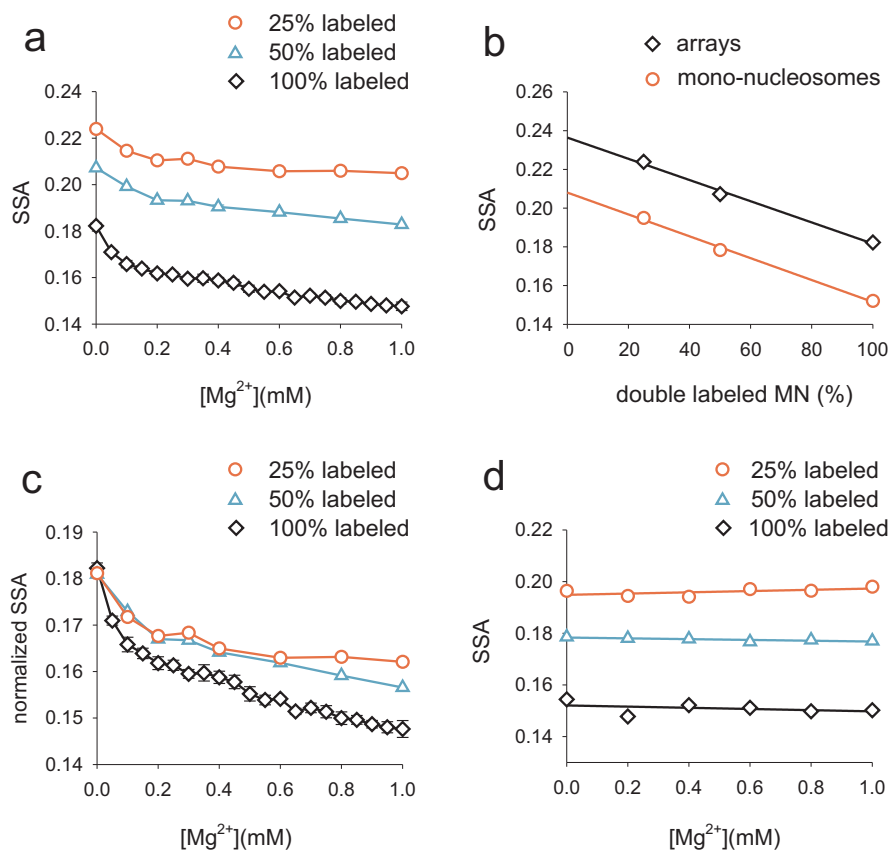 a
25% labeled
50% labeled
100% labeled
0.24
0.22
0.20
0.18
0.16
0.14
SSA
0.0 0.2 0.4 0.6 0.8 1.0
[Mg²⁺](mM)
b
arrays
mono-nucleosomes
0.26
0.24
0.22
0.20
0.18
0.16
0.14
SSA
0 20 40 60 80 100
double labeled MN (%)
c
25% labeled
50% labeled
100% labeled
0.19
0.18
0.17
0.16
0.15
0.14
normalized SSA
0.0 0.2 0.4 0.6 0.8 1.0
[Mg²⁺](mM)
d
25% labeled
50% labeled
100% labeled
0.22
0.20
0.18
0.16
0.14
SSA
0.0 0.2 0.4 0.6 0.8 1.0
[Mg²⁺](mM)